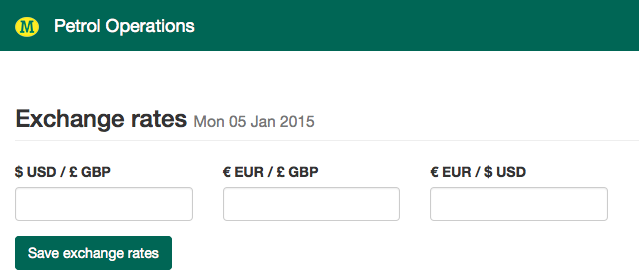 M Petrol Operations
Exchange rates Mon 05 Jan 2015
$ USD / £ GBP € EUR / £ GBP € EUR / $ USD
Save exchange rates